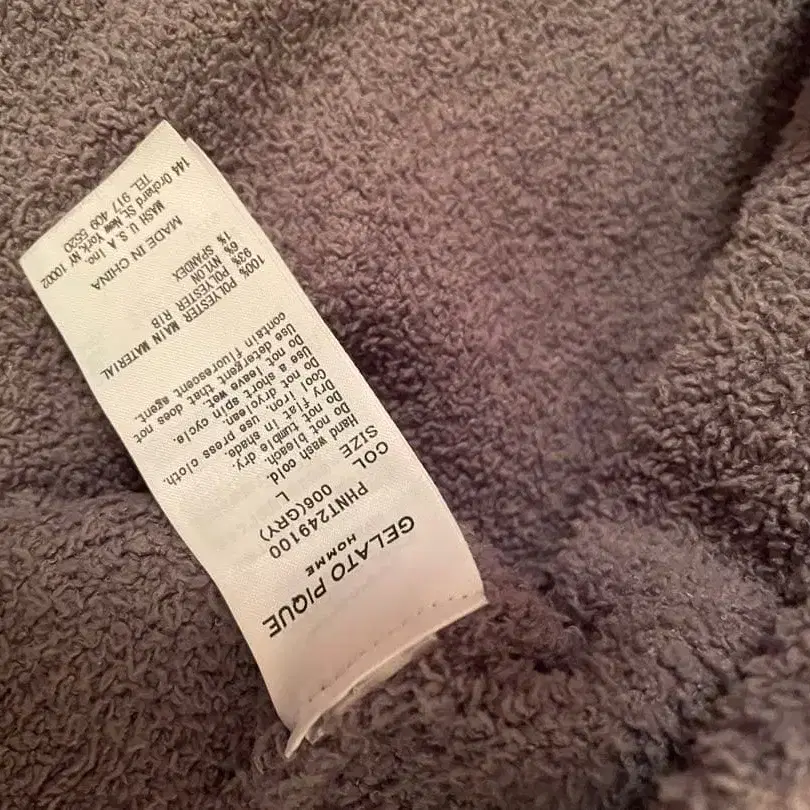 GELATO PIQUE
HOMME
PHNT249100
COL 006(GRY)
SIZE L
Hand wash cold.
Do not bleach.
Do not tumble dry.
Dry flat in shade.
Cool iron, use press cloth.
Do not dryclean.
Use a short spin cycle.
Do not leave wet.
Use detergent that does not
contain fluorescent agent.
100% POLYESTER MAIN MATERIAL
93% POLYESTER RIB
6% NYLON
1% SPANDEX
MADE IN CHINA
MASH U.S.A Inc.
144 Orchard St, New York, NY 10002
TEL 917 409 5520